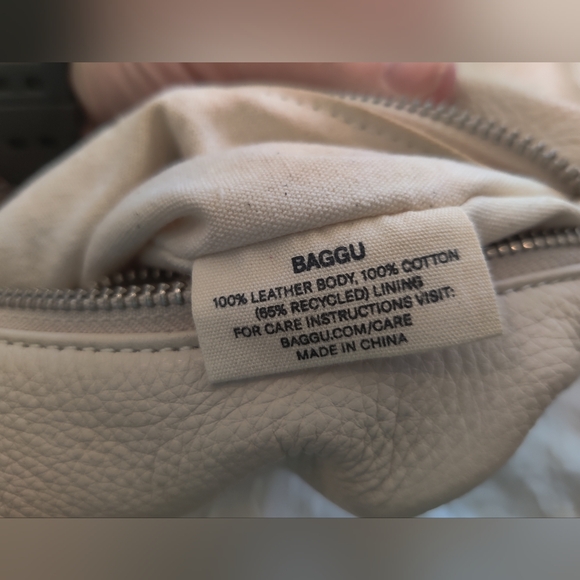 BAGGU
100% LEATHER BODY, 100% COTTON
(65% RECYCLED) LINING
FOR CARE INSTRUCTIONS VISIT:
BAGGU.COM/CARE
MADE IN CHINA